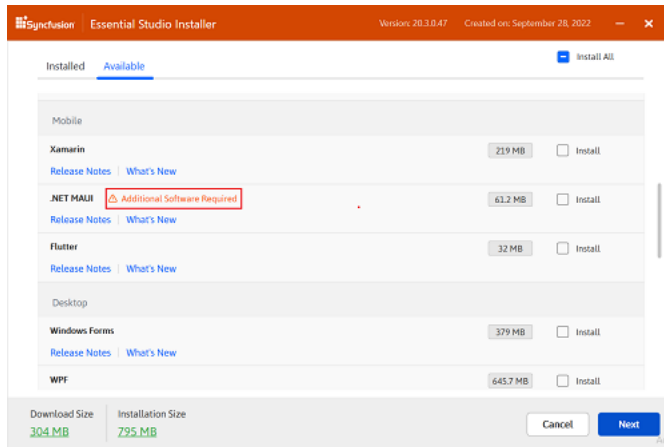 Syncfusion Essential Studio Installer Version: 20.3.0.47 Created on: September 28, 2022
Installed Available Install All
Mobile
Xamarin 219 MB Install
Release Notes What's New
.NET MAUI Additional Software Required 61.2 MB Install
Release Notes What's New
Flutter 32 MB Install
Release Notes What's New
Desktop
Windows Forms 379 MB Install
Release Notes What's New
WPF 645.7 MB Install
Download Size Installation Size
304 MB 795 MB
Cancel Next